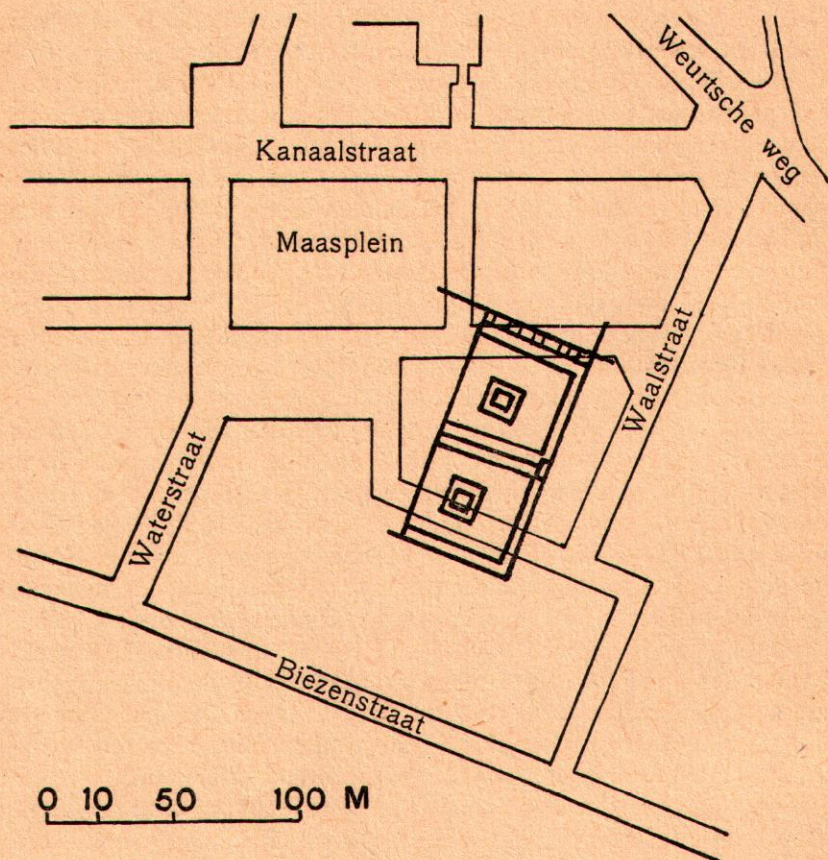 Weurtsche weg
Kanaalstraat
Maasplein
Waalstraat
Waterstraat
Biezenstraat
0 10 50 100 M